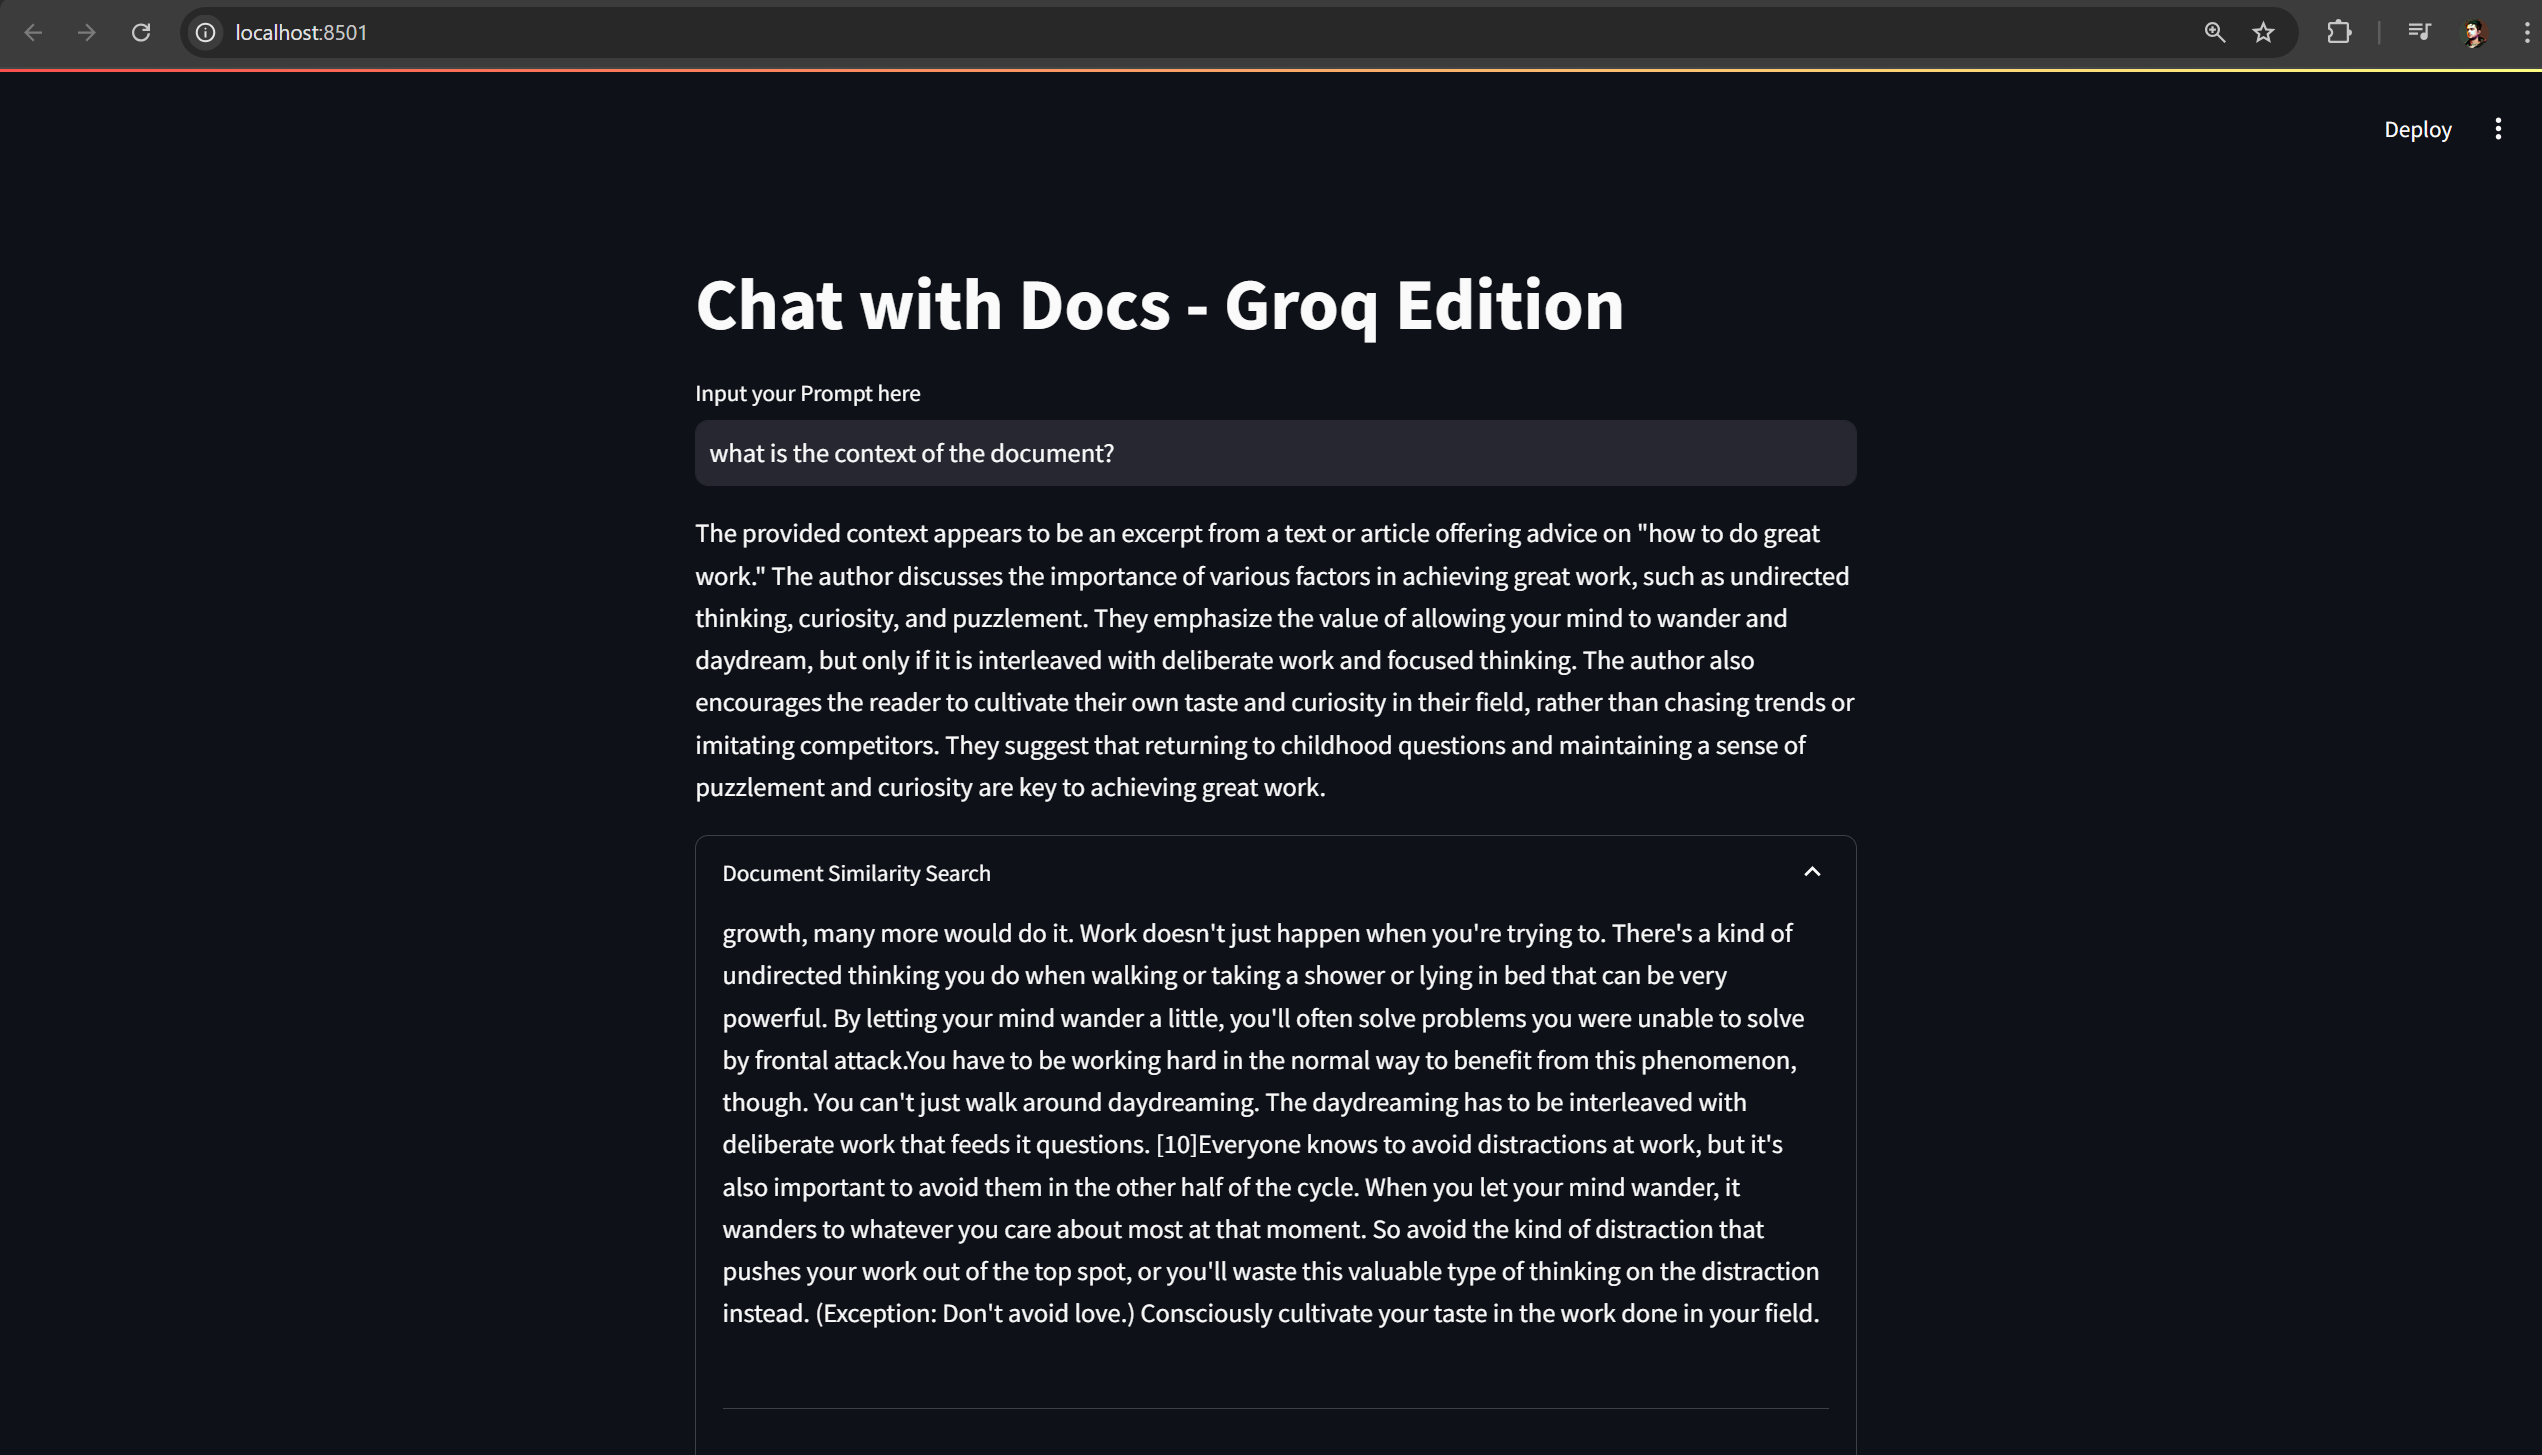 localhost:8501
Deploy
Chat with Docs - Groq Edition
Input your Prompt here
what is the context of the document?
The provided context appears to be an excerpt from a text or article offering advice on "how to do great
work." The author discusses the importance of various factors in achieving great work, such as undirected
thinking, curiosity, and puzzlement. They emphasize the value of allowing your mind to wander and
daydream, but only if it is interleaved with deliberate work and focused thinking. The author also
encourages the reader to cultivate their own taste and curiosity in their field, rather than chasing trends or
imitating competitors. They suggest that returning to childhood questions and maintaining a sense of
puzzlement and curiosity are key to achieving great work.
Document Similarity Search
growth, many more would do it. Work doesn't just happen when you're trying to. There's a kind of
undirected thinking you do when walking or taking a shower or lying in bed that can be very
powerful. By letting your mind wander a little, you'll often solve problems you were unable to solve
by frontal attack.You have to be working hard in the normal way to benefit from this phenomenon,
though. You can't just walk around daydreaming. The daydreaming has to be interleaved with
deliberate work that feeds it questions. [10]Everyone knows to avoid distractions at work, but it's
also important to avoid them in the other half of the cycle. When you let your mind wander, it
wanders to whatever you care about most at that moment. So avoid the kind of distraction that
pushes your work out of the top spot, or you'll waste this valuable type of thinking on the distraction
instead. (Exception: Don't avoid love.) Consciously cultivate your taste in the work done in your field.